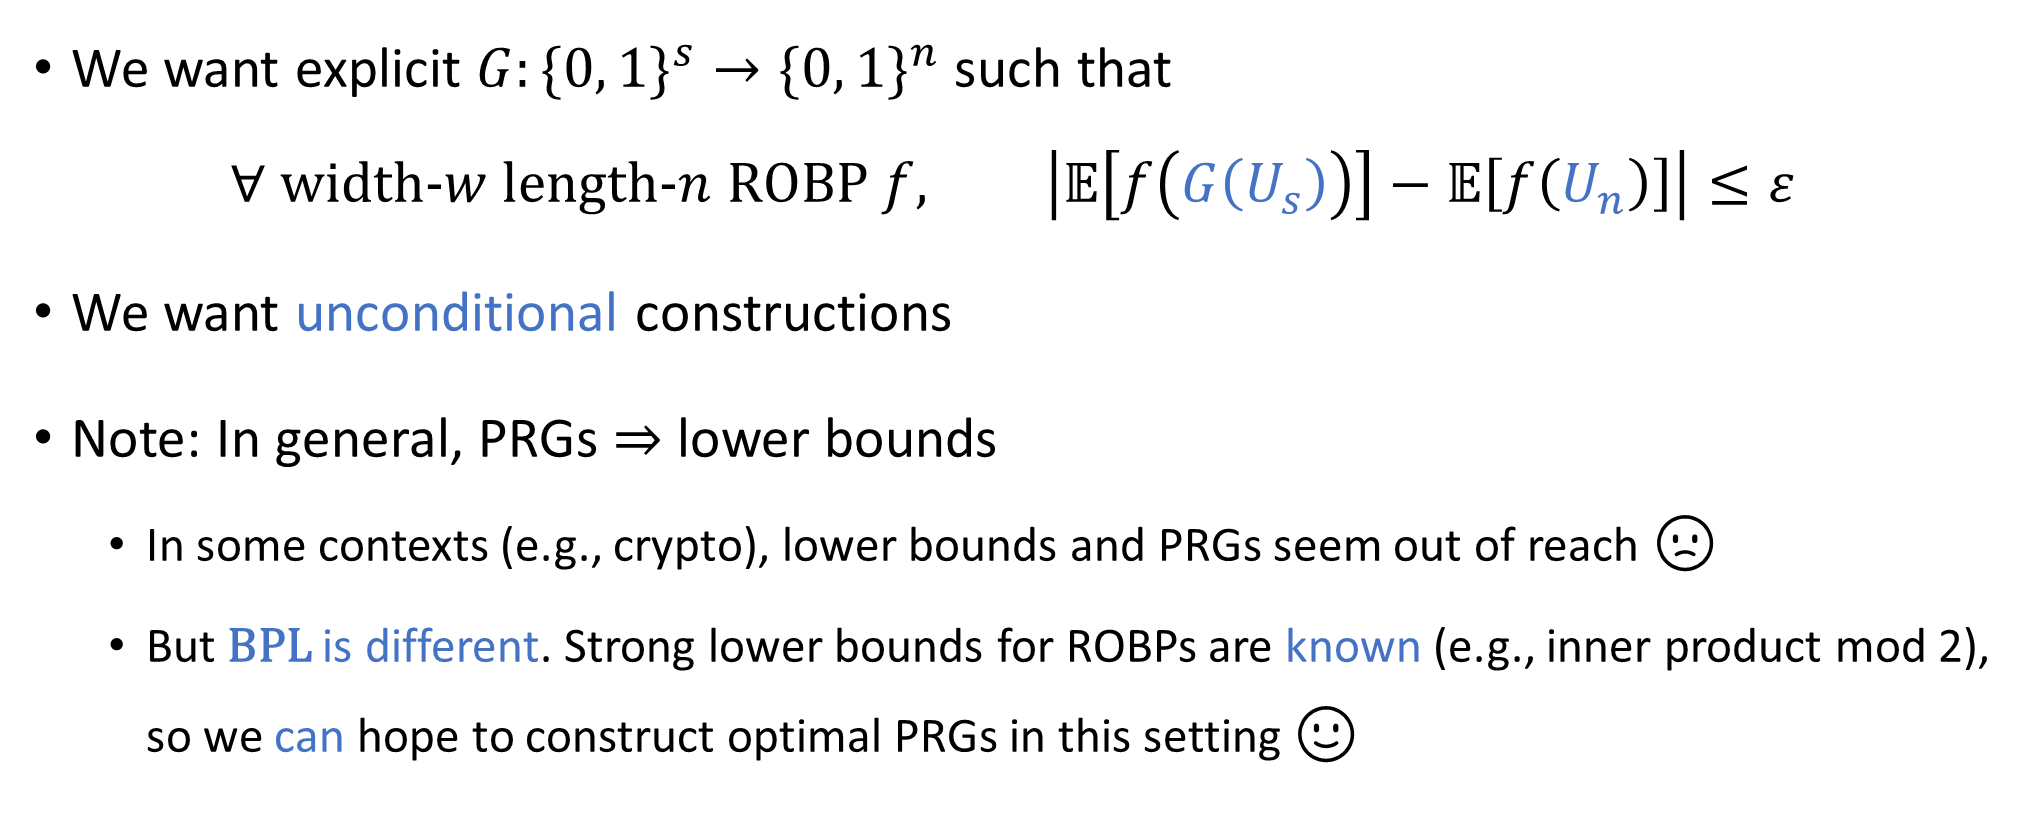 • We want explicit G: {0, 1}^s → {0, 1}^n such that
∀ width-w length-n ROBP f, |𝔼[f(G(U_s))] − 𝔼[f(U_n)]| ≤ ε
• We want unconditional constructions
• Note: In general, PRGs ⇒ lower bounds
• In some contexts (e.g., crypto), lower bounds and PRGs seem out of reach ☹
• But BPL is different. Strong lower bounds for ROBPs are known (e.g., inner product mod 2),
so we can hope to construct optimal PRGs in this setting ☺